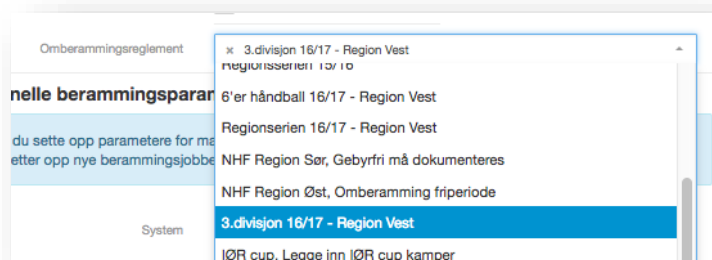 Omberammingsreglement
× 3.divisjon 16/17 - Region Vest
Regionsserien 15/16
nelle berammingsparar
6'er håndball 16/17 - Region Vest
Regionserien 16/17 - Region Vest
du sette opp parametere for ma
etter opp nye berammingsjobbe
NHF Region Sør, Gebyrfri må dokumenteres
NHF Region Øst, Omberamming friperiode
System
3.divisjon 16/17 - Region Vest
IØR cup, Legge inn IØR cup kamper